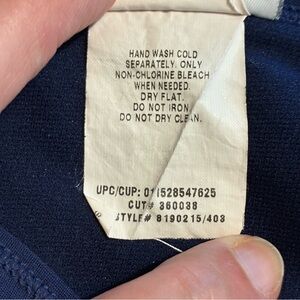 HAND WASH COLD
SEPARATELY. ONLY
NON-CHLORINE BLEACH
WHEN NEEDED.
DRY FLAT.
DO NOT IRON.
DO NOT DRY CLEAN.
UPC/CUP: 011528547625
CUT# 360038
STYLE# 8190215/403